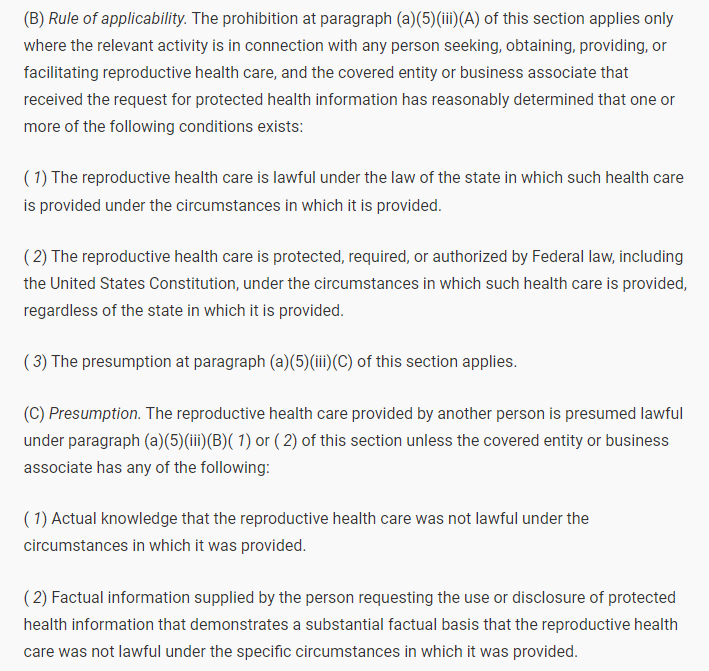 (B) Rule of applicability. The prohibition at paragraph (a)(5)(iii)(A) of this section applies only
where the relevant activity is in connection with any person seeking, obtaining, providing, or
facilitating reproductive health care, and the covered entity or business associate that
received the request for protected health information has reasonably determined that one or
more of the following conditions exists:
( 1) The reproductive health care is lawful under the law of the state in which such health care
is provided under the circumstances in which it is provided.
( 2) The reproductive health care is protected, required, or authorized by Federal law, including
the United States Constitution, under the circumstances in which such health care is provided,
regardless of the state in which it is provided.
( 3) The presumption at paragraph (a)(5)(iii)(C) of this section applies.
(C) Presumption. The reproductive health care provided by another person is presumed lawful
under paragraph (a)(5)(iii)(B)( 1) or ( 2) of this section unless the covered entity or business
associate has any of the following:
( 1) Actual knowledge that the reproductive health care was not lawful under the
circumstances in which it was provided.
( 2) Factual information supplied by the person requesting the use or disclosure of protected
health information that demonstrates a substantial factual basis that the reproductive health
care was not lawful under the specific circumstances in which it was provided.